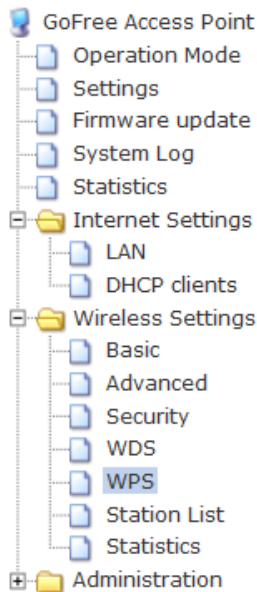 GoFree Access Point
Operation Mode
Settings
Firmware update
System Log
Statistics
Internet Settings
LAN
DHCP clients
Wireless Settings
Basic
Advanced
Security
WDS
WPS
Station List
Statistics
Administration